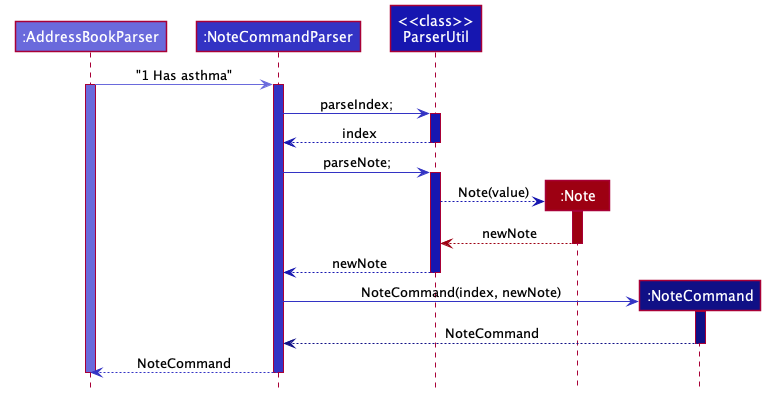 <<class>>
:AddressBookParser
:NoteCommandParser
ParserUtil
"1 Has asthma"
parseIndex;
index
parseNote;
Note(value)
:Note
newNote
newNote
NoteCommand(index, newNote)
:NoteCommand
NoteCommand
NoteCommand